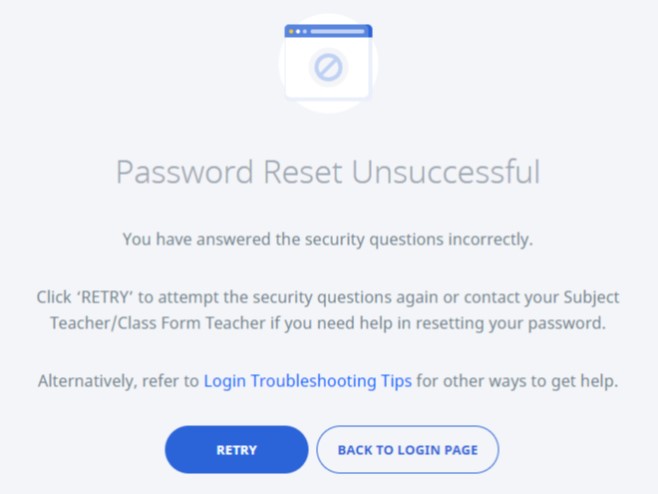 Password Reset Unsuccessful
You have answered the security questions incorrectly.
Click ‘RETRY’ to attempt the security questions again or contact your Subject
Teacher/Class Form Teacher if you need help in resetting your password.
Alternatively, refer to Login Troubleshooting Tips for other ways to get help.
RETRY
BACK TO LOGIN PAGE